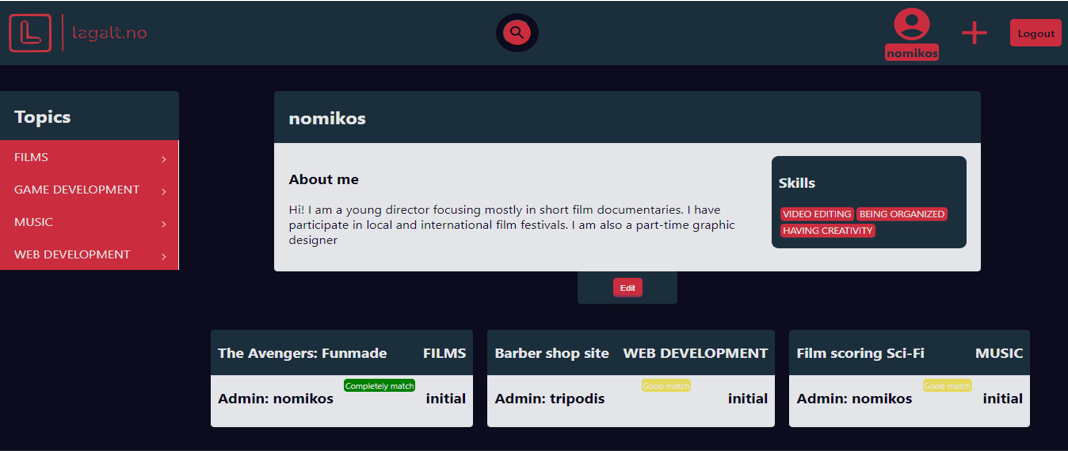 lagalt.no
nomikos
Logout
Topics
FILMS
GAME DEVELOPMENT
MUSIC
WEB DEVELOPMENT
nomikos
About me
Hi! I am a young director focusing mostly in short film documentaries. I have
participate in local and international film festivals. I am also a part-time graphic
designer
Skills
VIDEO EDITING BEING ORGANIZED
HAVING CREATIVITY
Edit
The Avengers: Funmade FILMS
Completely match
Admin: nomikos initial
Barber shop site WEB DEVELOPMENT
Good match
Admin: tripodis initial
Film scoring Sci-Fi MUSIC
Good match
Admin: nomikos initial